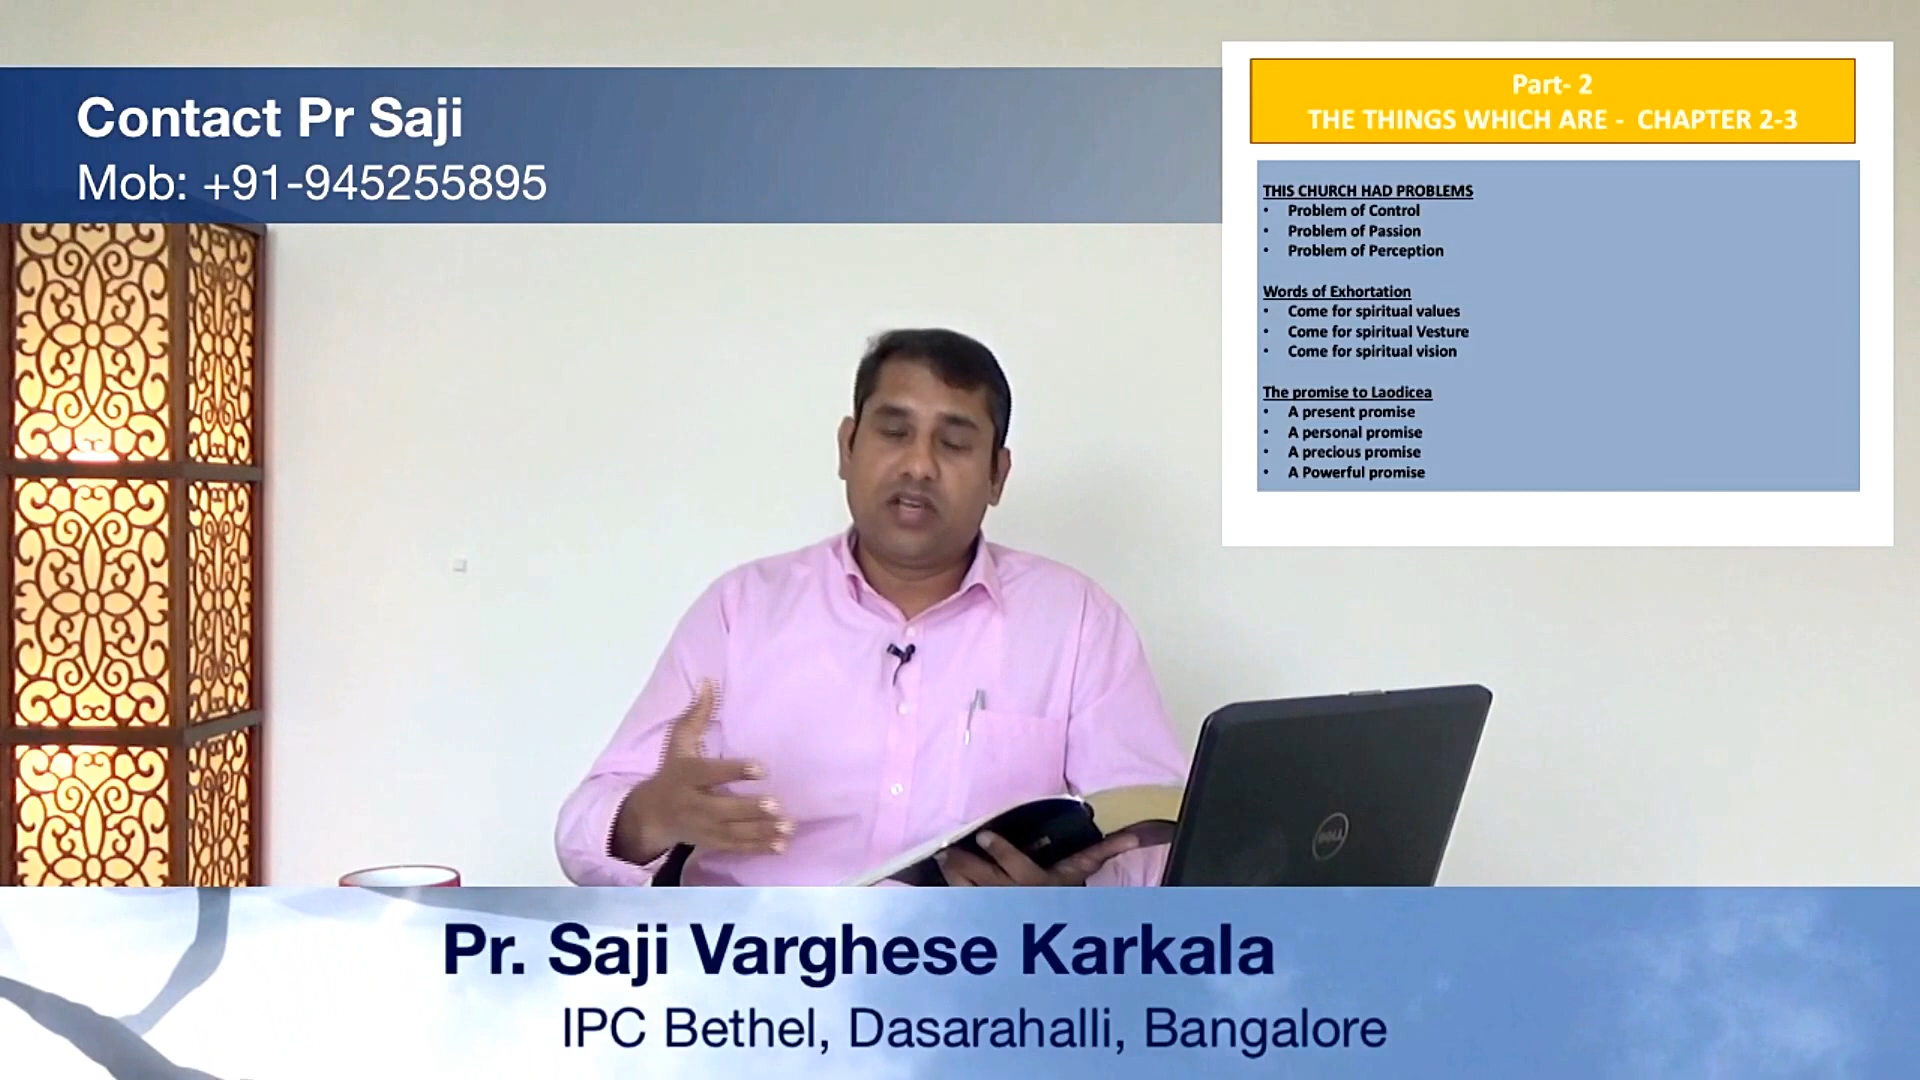 Contact Pr Saji
Mob: +91-945255895
Part- 2
THE THINGS WHICH ARE - CHAPTER 2-3
THIS CHURCH HAD PROBLEMS
• Problem of Control
• Problem of Passion
• Problem of Perception
Words of Exhortation
• Come for spiritual values
• Come for spiritual Vesture
• Come for spiritual vision
The promise to Laodicea
• A present promise
• A personal promise
• A precious promise
• A Powerful promise
DELL
Pr. Saji Varghese Karkala
IPC Bethel, Dasarahalli, Bangalore